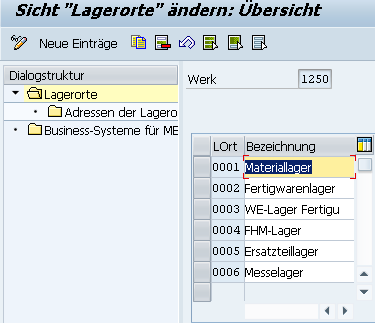 Sicht "Lagerorte" ändern: Übersicht
Neue Einträge
Dialogstruktur
Lagerorte
Adressen der Lagero
Business-Systeme für ME
Werk 1250
LOrt Bezeichnung
0001 Materiallager
0002 Fertigwarenlager
0003 WE-Lager Fertigu
0004 FHM-Lager
0005 Ersatzteillager
0006 Messelager